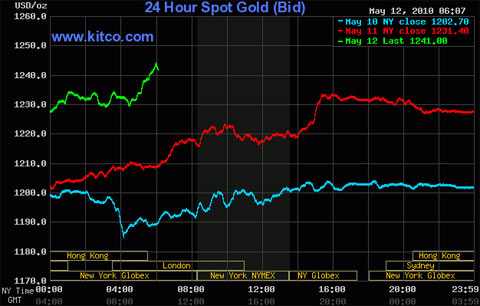 USD/oz
24 Hour Spot Gold (Bid)
May 12, 2010 06:07
www.kitco.com
May 10 NY close 1202.70
May 11 NY close 1231.40
May 12 Last 1241.00
1260.0
1250.0
1240.0
1230.0
1220.0
1210.0
1200.0
1190.0
1180.0
1170.0
Hong Kong
Hong Kong
London
Sydney
New York Globex
New York NYMEX
NY Globex
New York Globex
NY Time 00:00 04:00 08:00 12:00 16:00 20:00 23:59
GMT 04:00 08:00 12:00 16:00 20:00 00:00 03:59